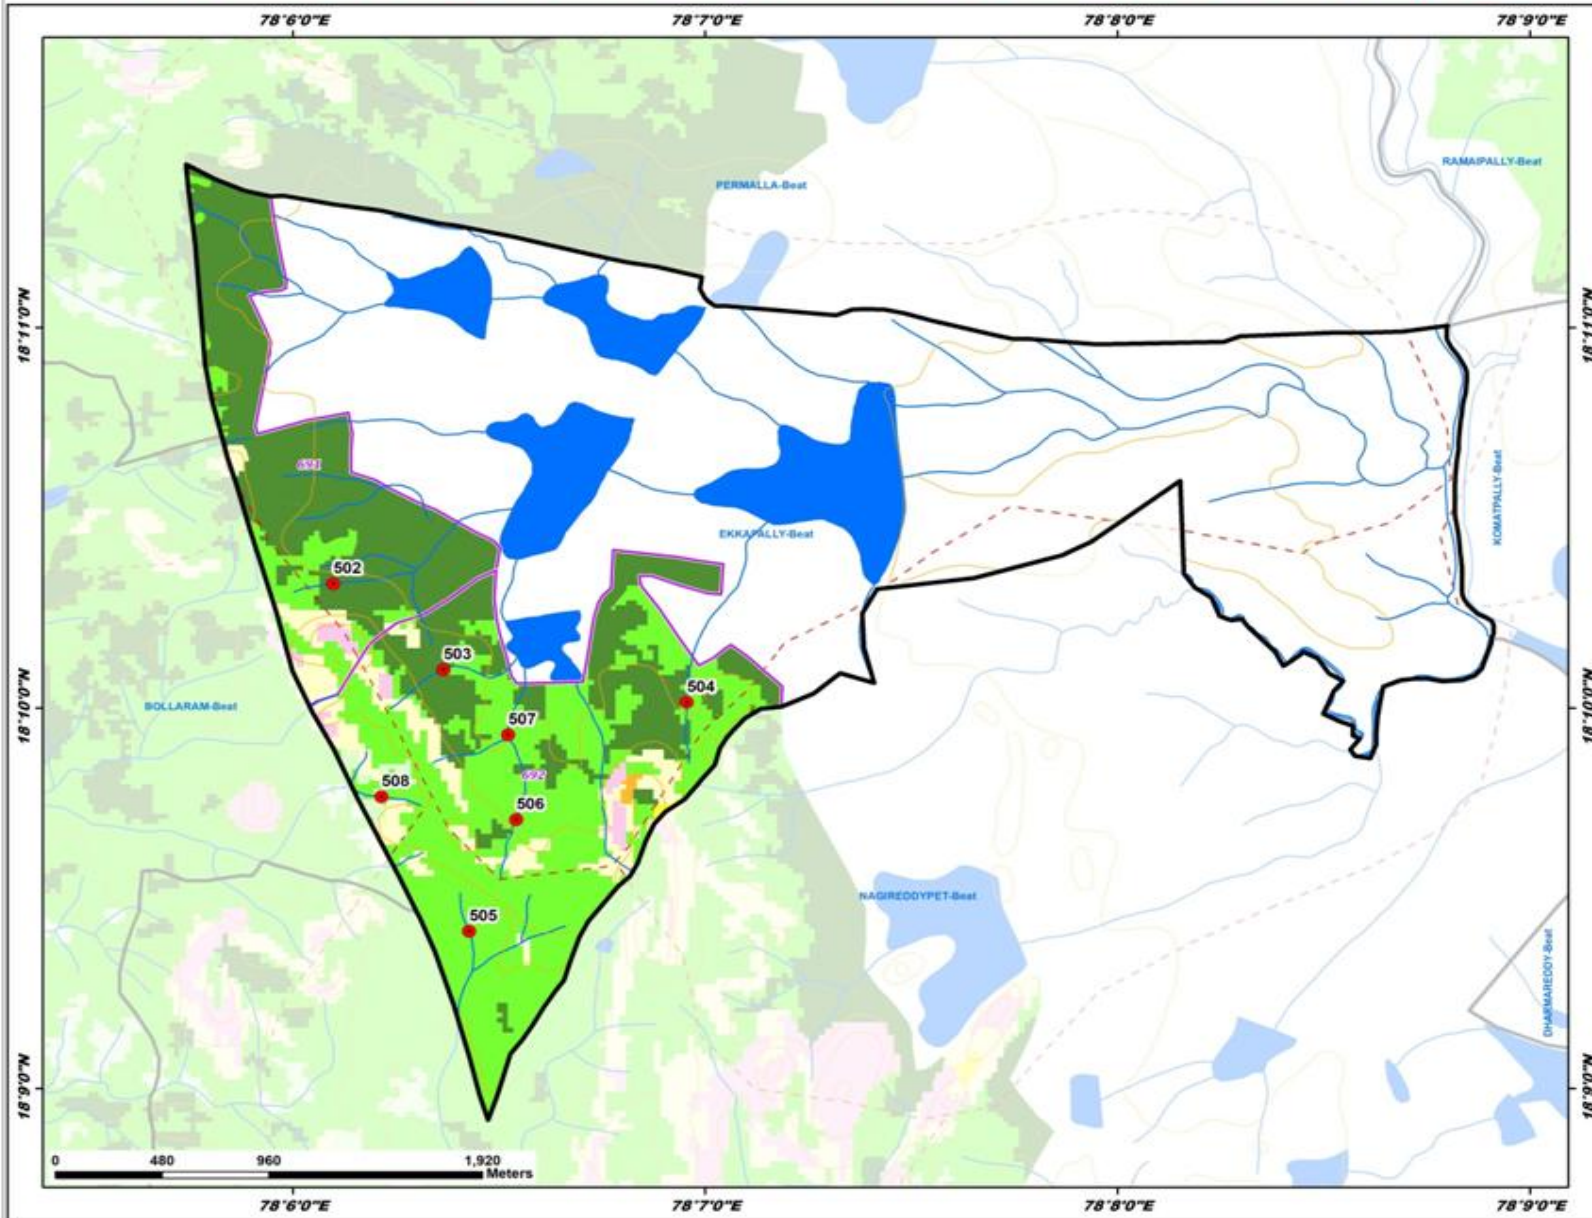 78°6'0"E 78°7'0"E 78°8'0"E 78°9'0"E
RAMAIPALLY-Beat
PERMALLA-Beat
18°11'0"N 18°11'0"N
691
KOMATPALLY-Beat
EKKAPALLY-Beat
502
503
504
BOLLARAM-Beat
18°10'0"N 18°10'0"N
507
692
508
506
NAGIREDDYPET-Beat
505
DHARMAREDDY-Beat
18°9'0"N 18°9'0"N
0 480 960 1,920
Meters
78°6'0"E 78°7'0"E 78°8'0"E 78°9'0"E